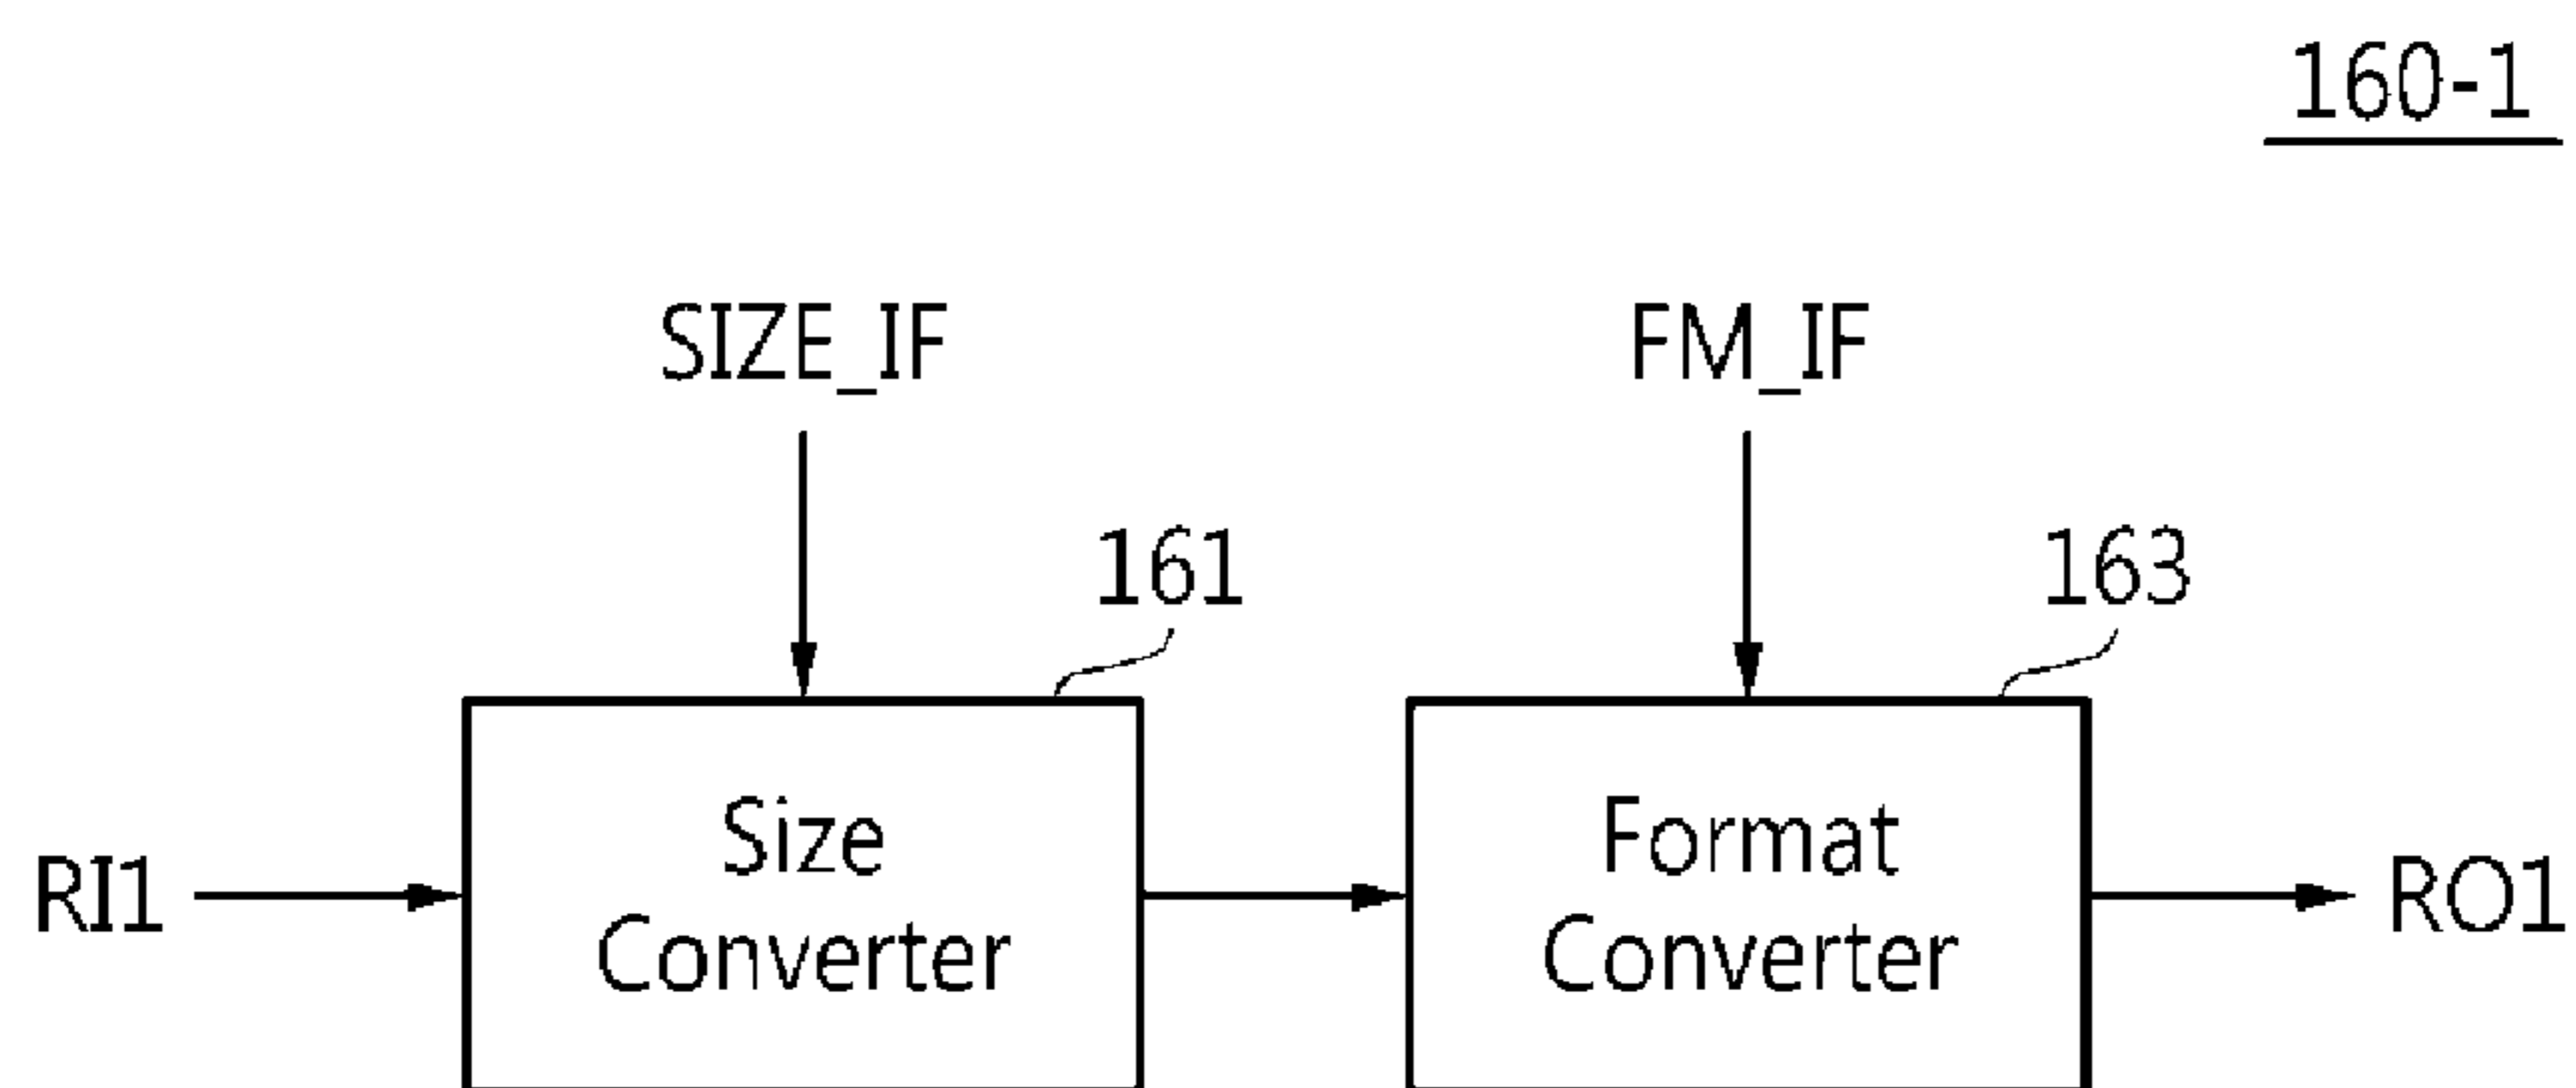 160-1
SIZE_IF
FM_IF
161
163
RI1
Size
Converter
Format
Converter
RO1